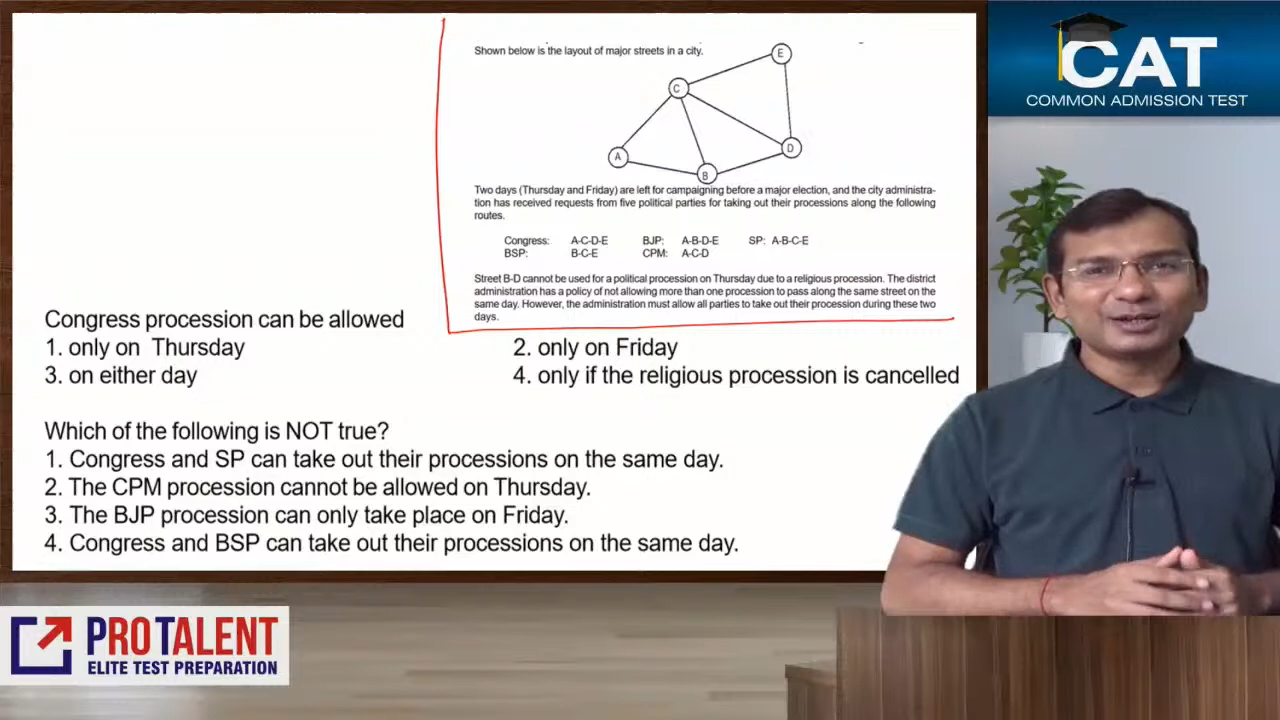 Shown below is the layout of major streets in a city.
E
C
A
B
D
Two days (Thursday and Friday) are left for campaigning before a major election, and the city administra-
tion has received requests from five political parties for taking out their processions along the following
routes.
Congress: A-C-D-E BJP: A-B-D-E SP: A-B-C-E
BSP: B-C-E CPM: A-C-D
Street B-D cannot be used for a political procession on Thursday due to a religious procession. The district
administration has a policy of not allowing more than one procession to pass along the same street on the
same day. However, the administration must allow all parties to take out their procession during these two
days.
Congress procession can be allowed
1. only on Thursday 2. only on Friday
3. on either day 4. only if the religious procession is cancelled
Which of the following is NOT true?
1. Congress and SP can take out their processions on the same day.
2. The CPM procession cannot be allowed on Thursday.
3. The BJP procession can only take place on Friday.
4. Congress and BSP can take out their processions on the same day.
CAT
COMMON ADMISSION TEST
PROTALENT
ELITE TEST PREPARATION